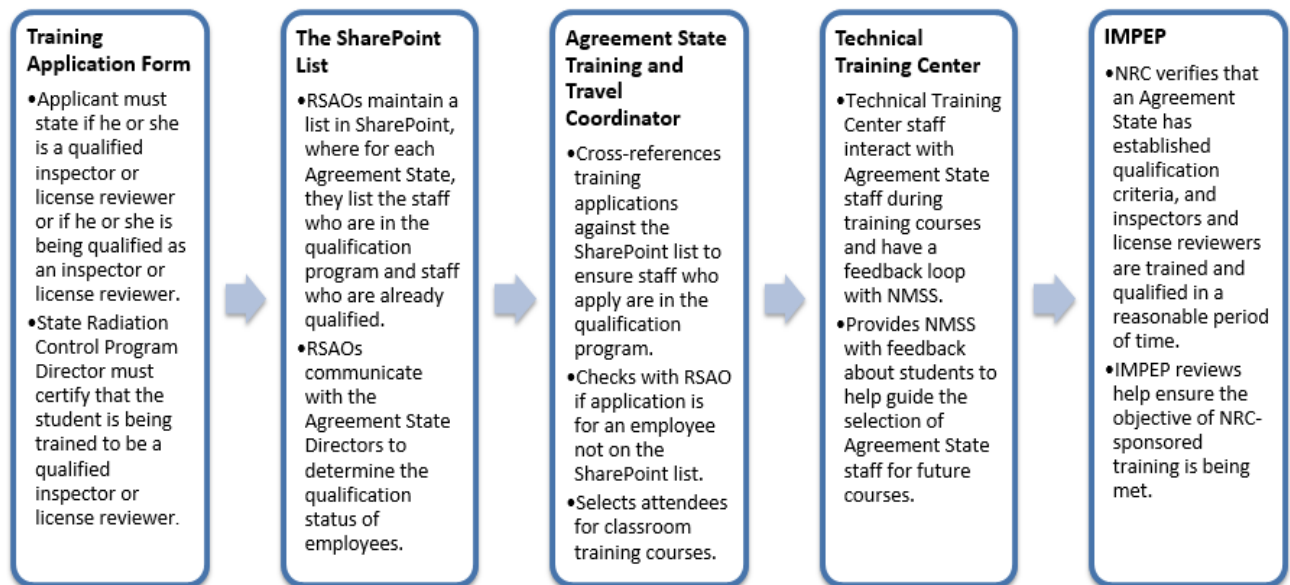 Training
Application Form
•Applicant must
state if he or she
is a qualified
inspector or
license reviewer
or if he or she is
being qualified as
an inspector or
license reviewer.
•State Radiation
Control Program
Director must
certify that the
student is being
trained to be a
qualified
inspector or
license reviewer.
The SharePoint
List
•RSAOs maintain a
list in SharePoint,
where for each
Agreement State,
they list the staff
who are in the
qualification
program and staff
who are already
qualified.
•RSAOs
communicate
with the
Agreement State
Directors to
determine the
qualification
status of
employees.
Agreement State
Training and
Travel
Coordinator
•Cross-references
training
applications
against the
SharePoint list to
ensure staff who
apply are in the
qualification
program.
•Checks with RSAO
if application is
for an employee
not on the
SharePoint list.
•Selects attendees
for classroom
training courses.
Technical
Training Center
•Technical Training
Center staff
interact with
Agreement State
staff during
training courses
and have a
feedback loop
with NMSS.
•Provides NMSS
with feedback
about students to
help guide the
selection of
Agreement State
staff for future
courses.
IMPEP
•NRC verifies that
an Agreement
State has
established
qualification
criteria, and
inspectors and
license reviewers
are trained and
qualified in a
reasonable period
of time.
•IMPEP reviews
help ensure the
objective of NRC-
sponsored
training is being
met.